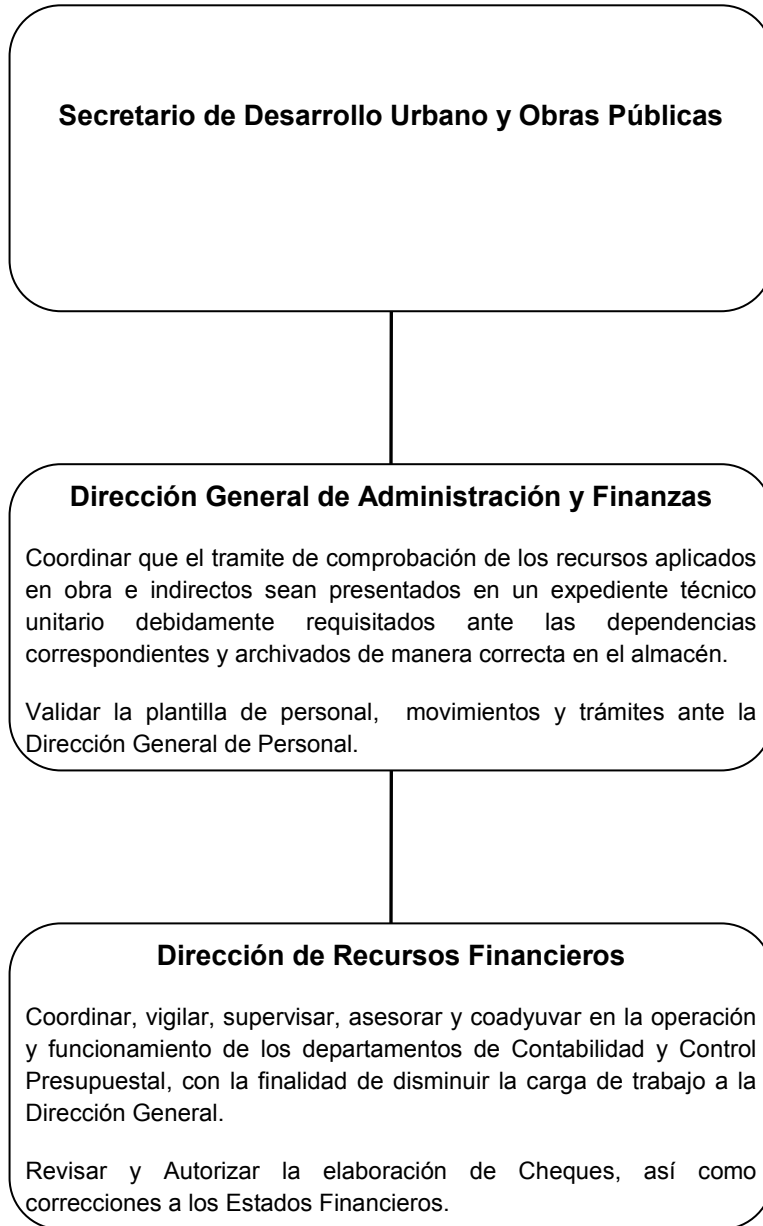 Secretario de Desarrollo Urbano y Obras Públicas
Dirección General de Administración y Finanzas
Coordinar que el tramite de comprobación de los recursos aplicados
en obra e indirectos sean presentados en un expediente técnico
unitario debidamente requisitados ante las dependencias
correspondientes y archivados de manera correcta en el almacén.
Validar la plantilla de personal, movimientos y trámites ante la
Dirección General de Personal.
Dirección de Recursos Financieros
Coordinar, vigilar, supervisar, asesorar y coadyuvar en la operación
y funcionamiento de los departamentos de Contabilidad y Control
Presupuestal, con la finalidad de disminuir la carga de trabajo a la
Dirección General.
Revisar y Autorizar la elaboración de Cheques, así como
correcciones a los Estados Financieros.